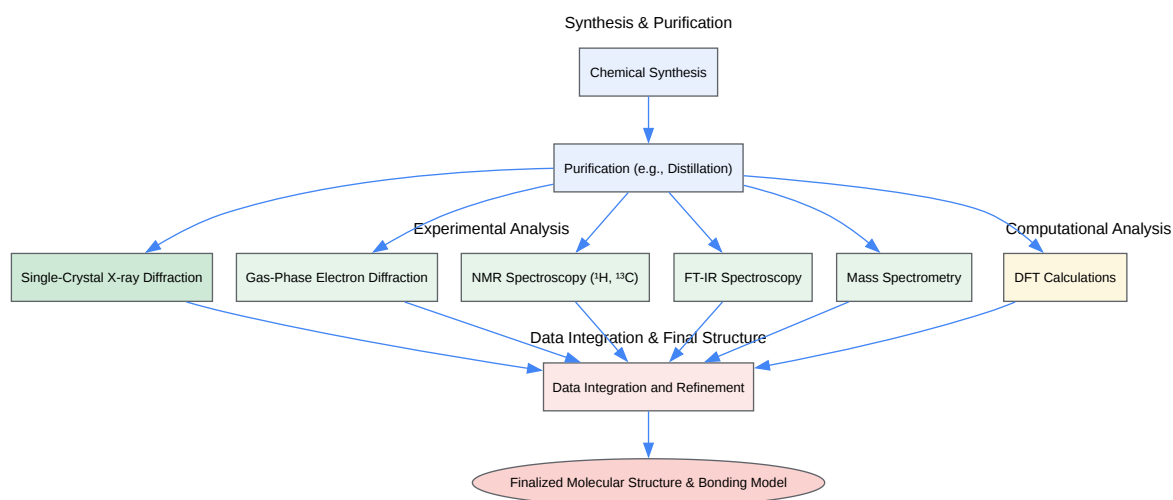 Synthesis & Purification
Chemical Synthesis
Purification (e.g., Distillation)
Experimental Analysis
Computational Analysis
Single-Crystal X-ray Diffraction
Gas-Phase Electron Diffraction
NMR Spectroscopy (¹H, ¹³C)
FT-IR Spectroscopy
Mass Spectrometry
DFT Calculations
Data Integration & Final Structure
Data Integration and Refinement
Finalized Molecular Structure & Bonding Model